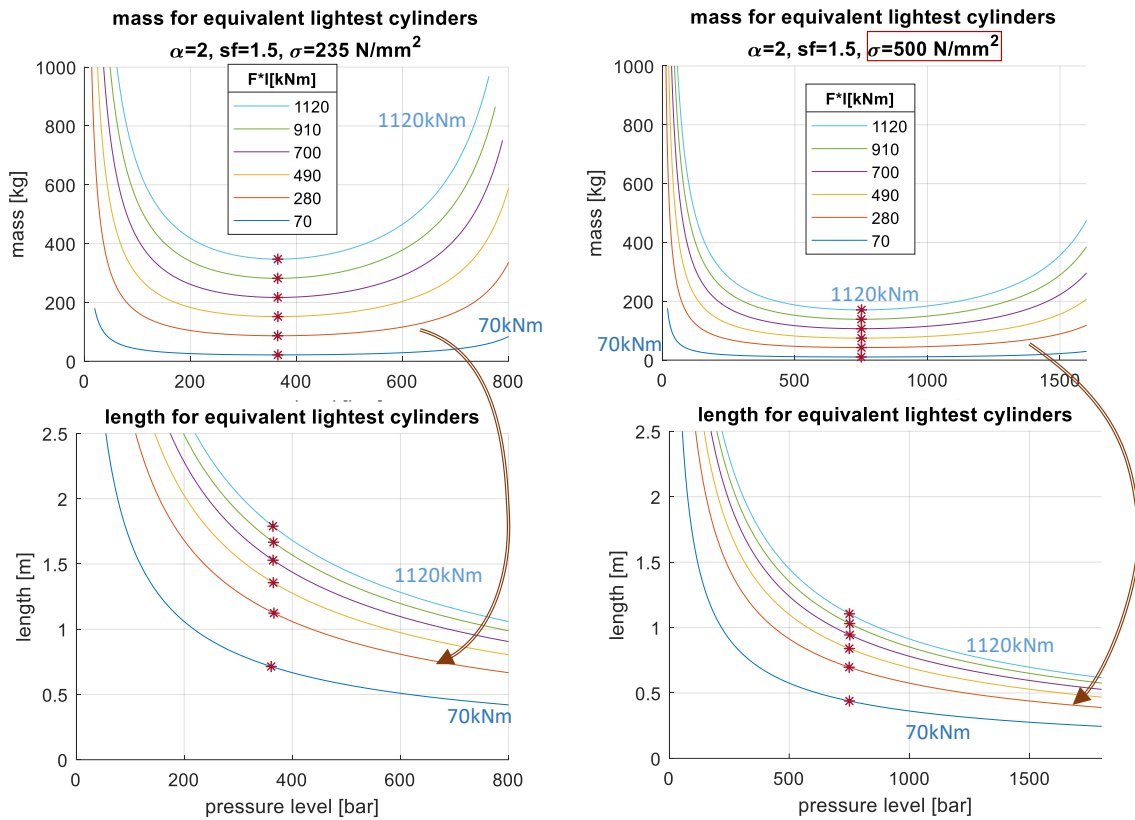 mass for equivalent lightest cylinders
α=2, sf=1.5, σ=235 N/mm²
1000
800
600
400
200
0
mass [kg]
F*l[kNm]
1120
910
700
490
280
70
1120kNm
70kNm
0
200
400
600
800
mass for equivalent lightest cylinders
α=2, sf=1.5, σ=500 N/mm²
1000
800
600
400
200
0
mass [kg]
F*l[kNm]
1120
910
700
490
280
70
1120kNm
70kNm
0
500
1000
1500
length for equivalent lightest cylinders
2.5
2
1.5
1
0.5
0
length [m]
1120kNm
70kNm
0
200
400
600
800
pressure level [bar]
length for equivalent lightest cylinders
2.5
2
1.5
1
0.5
0
length [m]
1120kNm
70kNm
0
500
1000
1500
pressure level [bar]